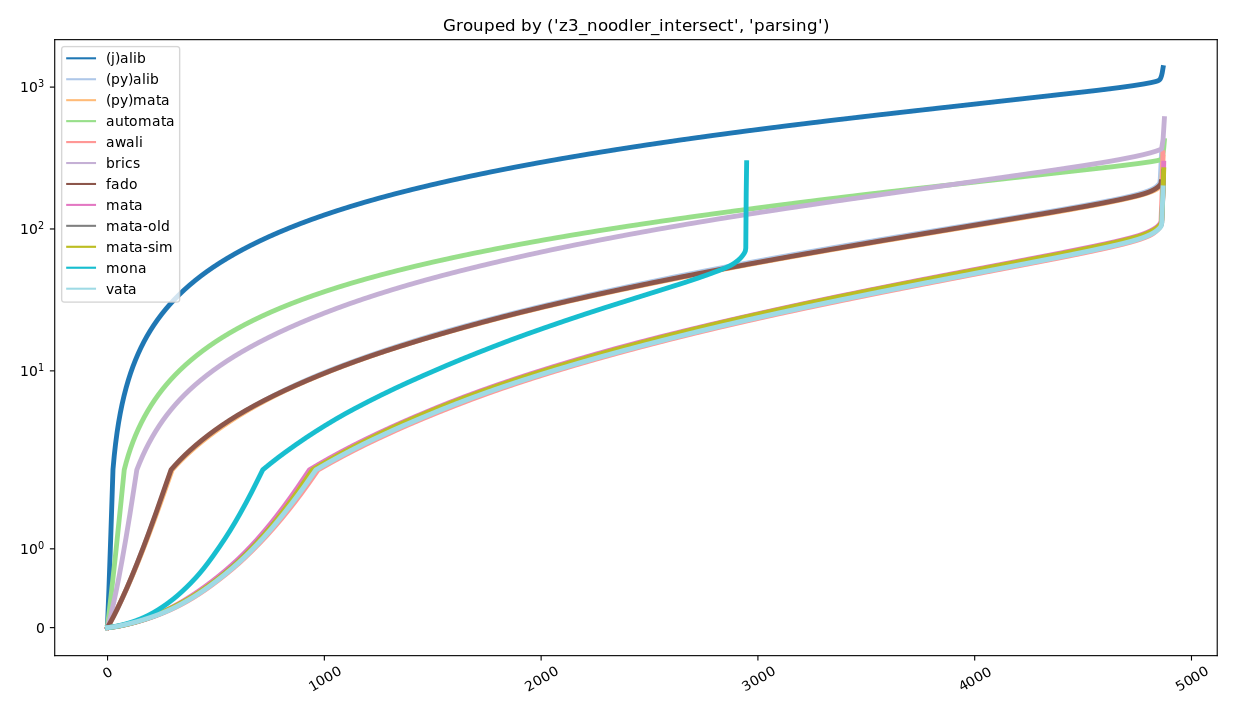 Grouped by ('z3_noodler_intersect', 'parsing')
(j)alib
(py)alib
(py)mata
automata
awali
brics
fado
mata
mata-old
mata-sim
mona
vata
10³
10²
10¹
10⁰
0
0
1000
2000
3000
4000
5000